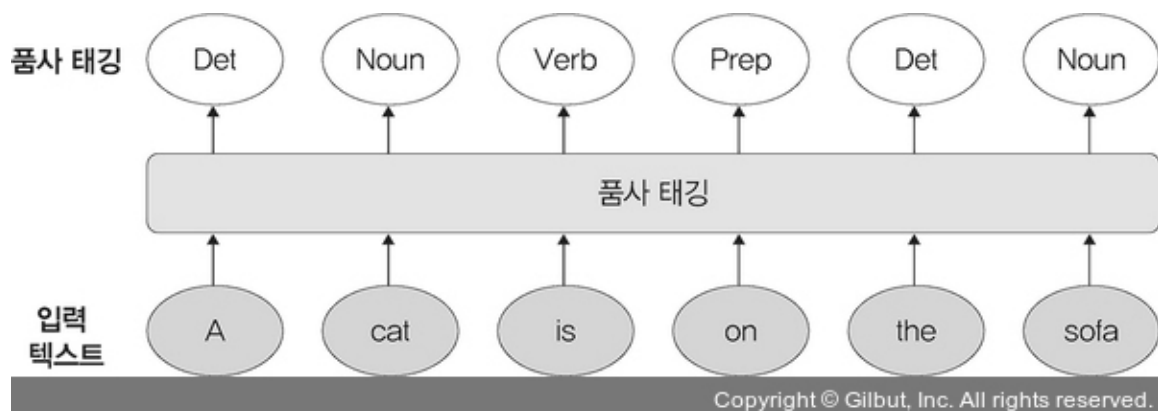 품사 태깅 Det Noun Verb Prep Det Noun
품사 태깅
입력
텍스트
A cat is on the sofa
Copyright © Gilbut, Inc. All rights reserved.